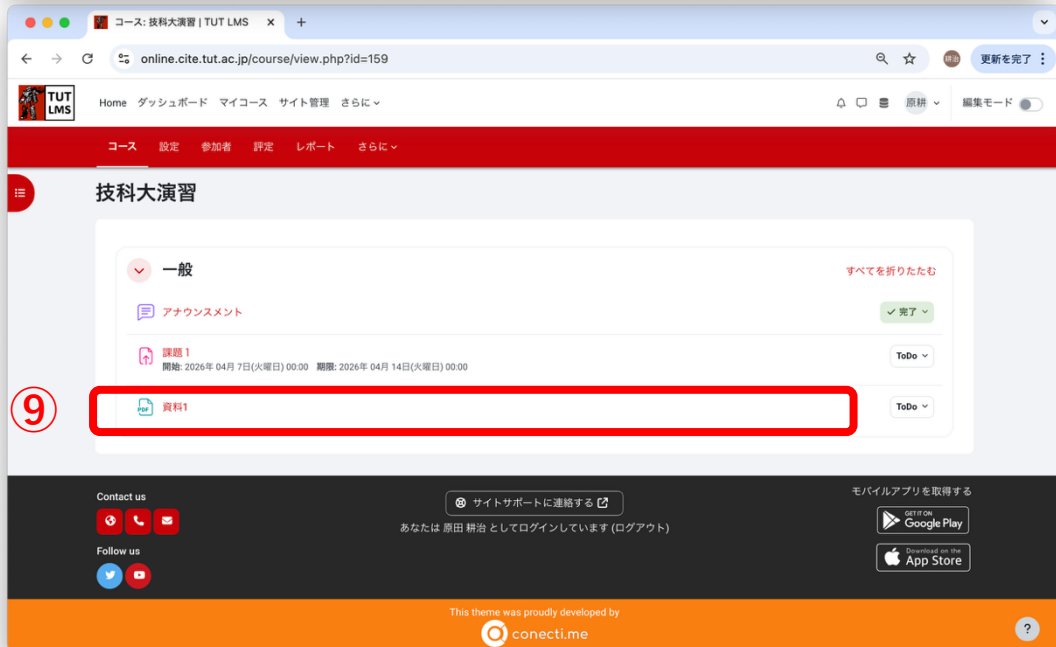 コース: 技科大演習 | TUT LMS
online.cite.tut.ac.jp/course/view.php?id=159
耕治
更新を完了
TUT LMS
Home ダッシュボード マイコース サイト管理 さらに
原耕
編集モード
コース 設定 参加者 評定 レポート さらに
技科大演習
一般
すべてを折りたたむ
アナウンスメント
完了
課題 1
開始: 2026年 04月 7日(火曜日) 00:00 期限: 2026年 04月 14日(火曜日) 00:00
ToDo
⑨
PDF
資料1
ToDo
Contact us
Follow us
サイトサポートに連絡する
あなたは 原田 耕治 としてログインしています (ログアウト)
モバイルアプリを取得する
GET IT ON
Google Play
Download on the
App Store
This theme was proudly developed by
conecti.me
?